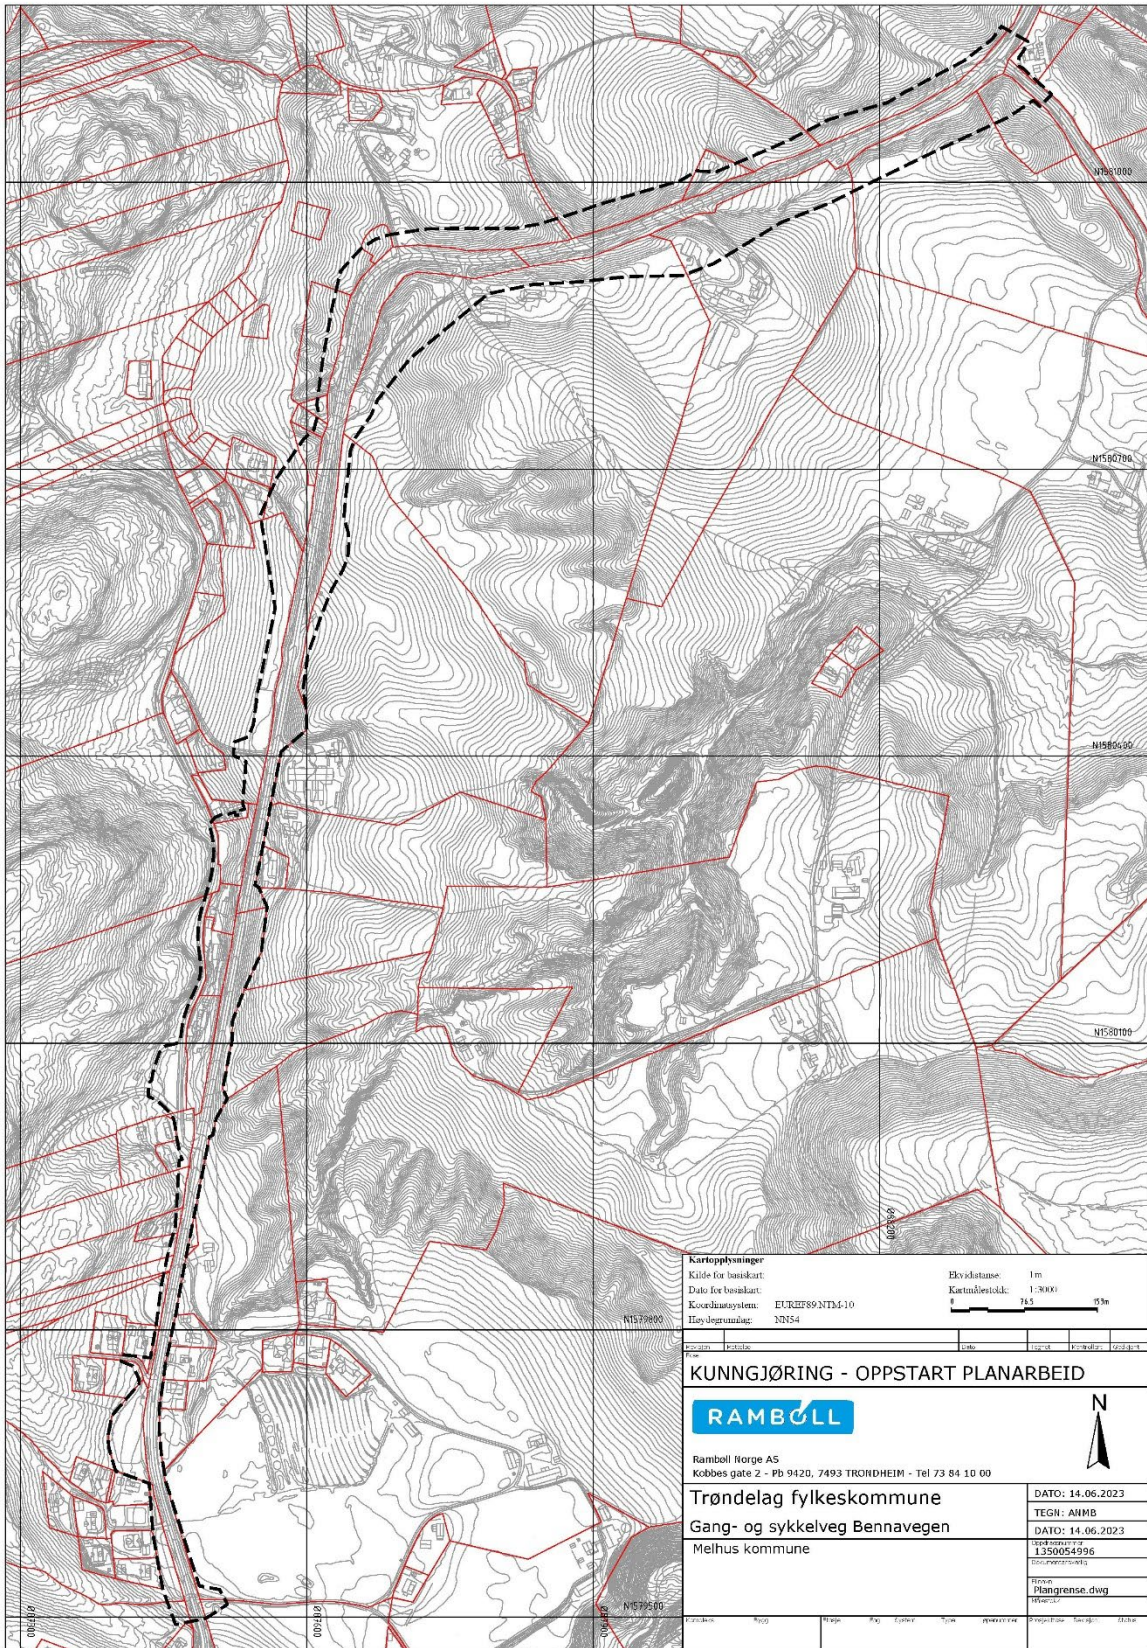 N1581000
N1580700
N1580400
N1580100
N1579800
N1579500
Kartopplysninger
Kilde for basiskart:
Dato for basiskart:
Koordinatsystem: EUREF89.NTM-10
Høydegrunnlag: NN54
Ekvidistanse: 1m
Kartmålestokk: 1:3000
0 76.5 153m
KUNNGJØRING - OPPSTART PLANARBEID
RAMBOLL
N
Rambøll Norge AS
Kobbes gate 2 - Pb 9420, 7493 TRONDHEIM - Tel 73 84 10 00
Trøndelag fylkeskommune
Gang- og sykkelveg Bennavegen
Melhus kommune
DATO: 14.06.2023
TEGN: ANMB
DATO: 14.06.2023
Oppdragsnummer
1350054996
Filnavn
Plangrense.dwg